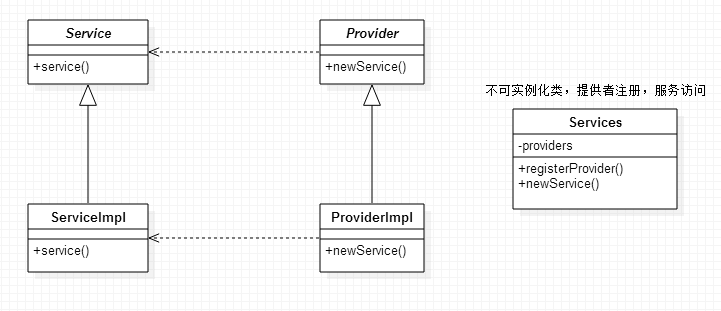 Service
+service()
Provider
+newService()
不可实例化类，提供者注册，服务访问
Services
-providers
+registerProvider()
+newService()
ServiceImpl
+service()
ProviderImpl
+newService()